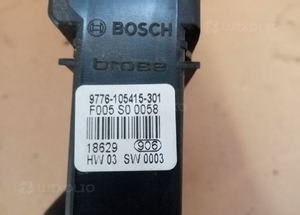 BOSCH
brose
9776-105415-301
F005 S0 0058
18629 906
HW 03 SW 0003